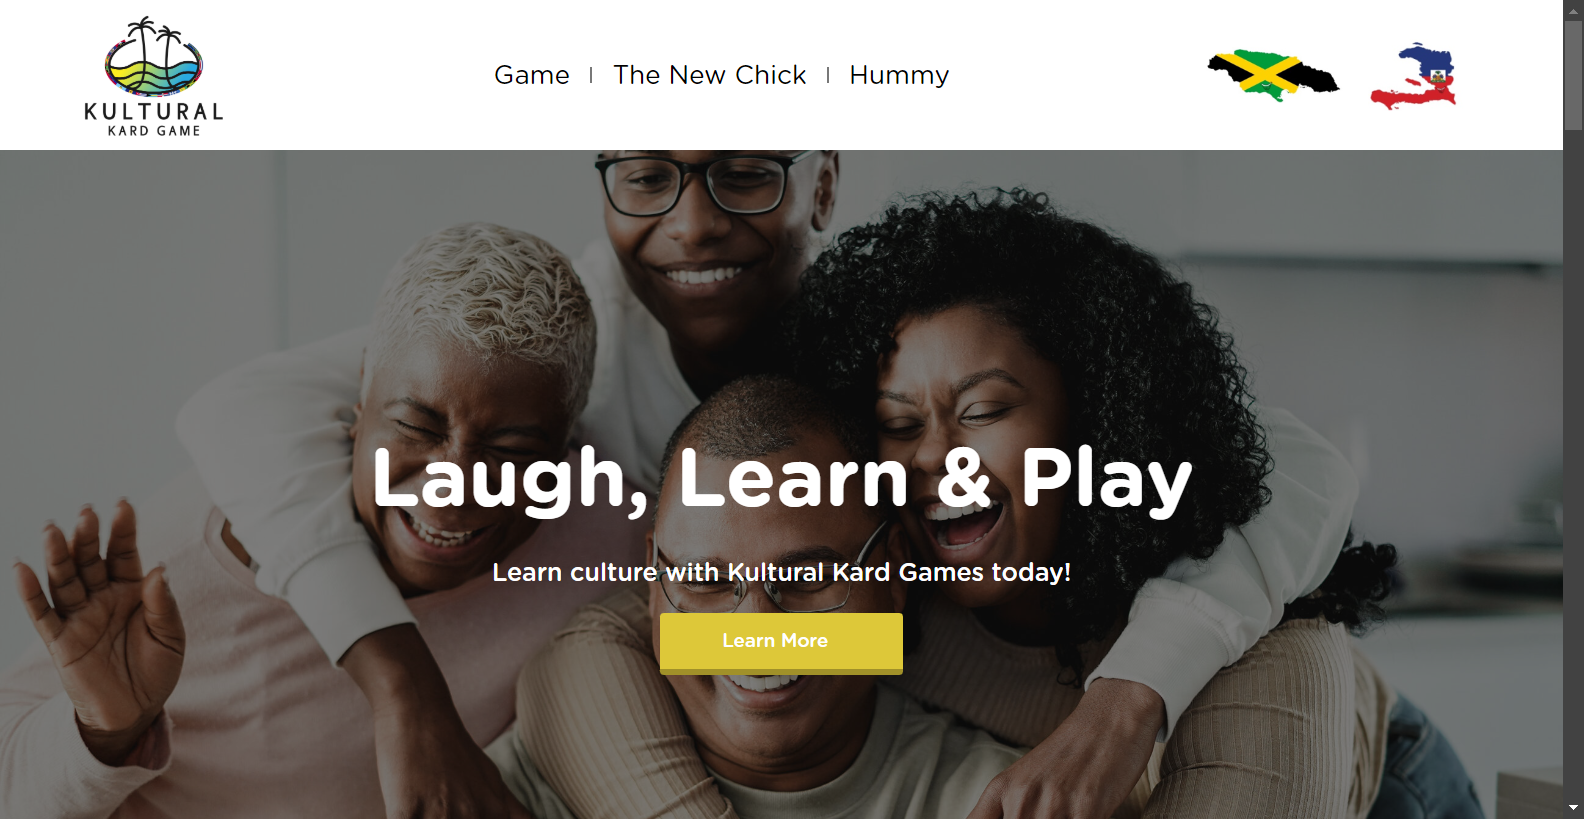 KULTURAL
KARD GAME
Game | The New Chick | Hummy
Laugh, Learn & Play
Learn culture with Kultural Kard Games today!
Learn More